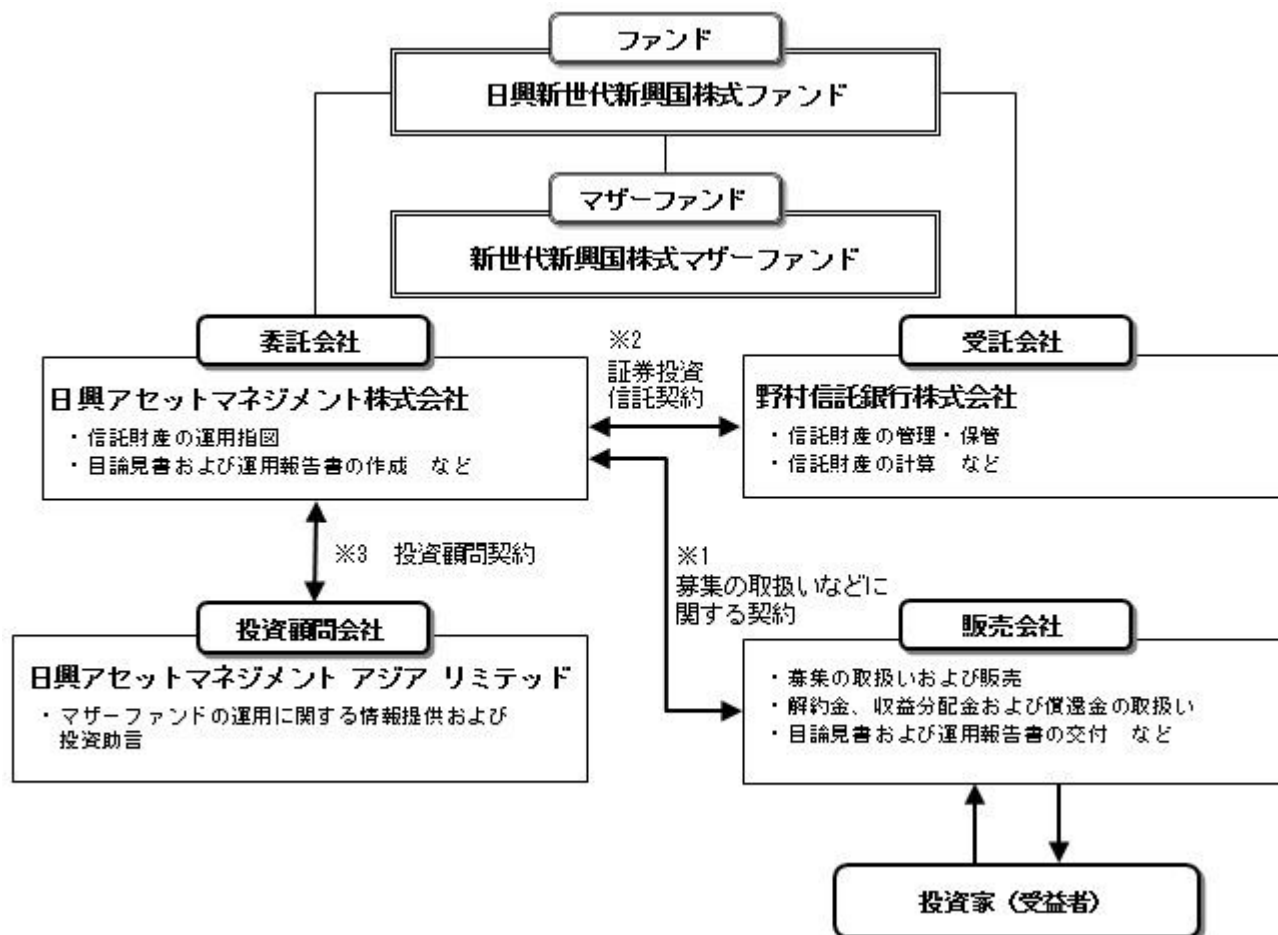 ファンド
日興新世代新興国株式ファンド
マザーファンド
新世代新興国株式マザーファンド
委託会社
日興アセットマネジメント株式会社
・信託財産の運用指図
・目論見書および運用報告書の作成 など
※2
証券投資
信託契約
受託会社
野村信託銀行株式会社
・信託財産の管理・保管
・信託財産の計算 など
※3 投資顧問契約
※1
募集の取扱いなどに
関する契約
投資顧問会社
日興アセットマネジメント アジア リミテッド
・マザーファンドの運用に関する情報提供および
投資助言
販売会社
・募集の取扱いおよび販売
・解約金、収益分配金および償還金の取扱い
・目論見書および運用報告書の交付 など
投資家（受益者）